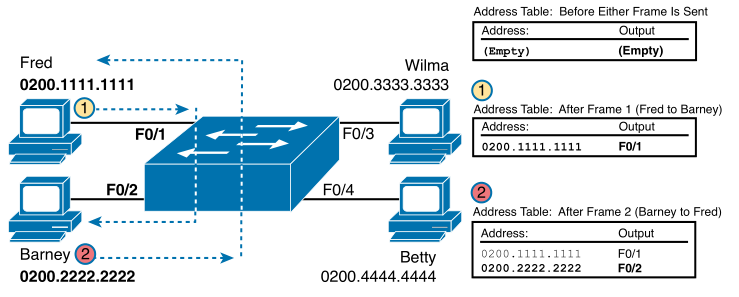 Address Table: Before Either Frame Is Sent
Address: Output
(Empty) (Empty)
Fred
0200.1111.1111
Wilma
0200.3333.3333
1
1
Address Table: After Frame 1 (Fred to Barney)
Address: Output
0200.1111.1111 F0/1
F0/1
F0/3
F0/2
F0/4
2
Address Table: After Frame 2 (Barney to Fred)
Address: Output
0200.1111.1111 F0/1
0200.2222.2222 F0/2
Barney 2
0200.2222.2222
Betty
0200.4444.4444